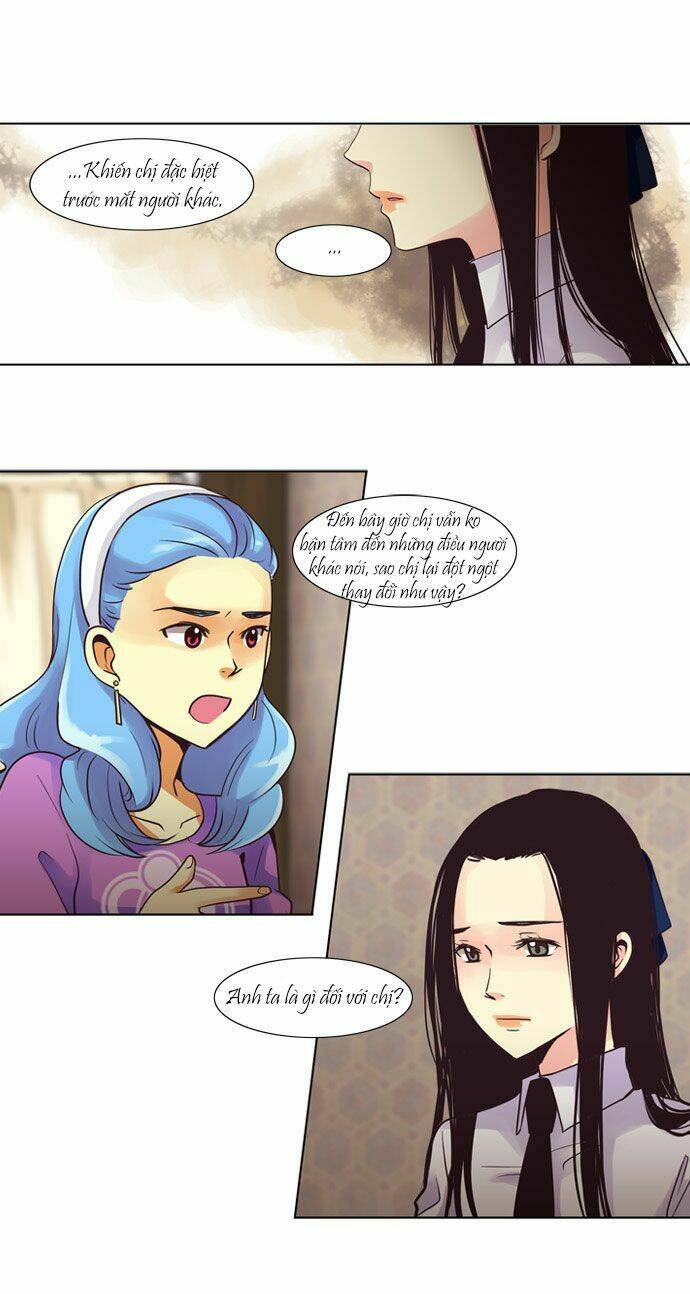 ...Khiến chị đặc biệt
trước mắt người khác.
...
Đến bây giờ chị vẫn ko
bận tâm đến những điều người
khác nói, sao chị lại đột ngột
thay đổi như vậy?
Anh ta là gì đối với chị?